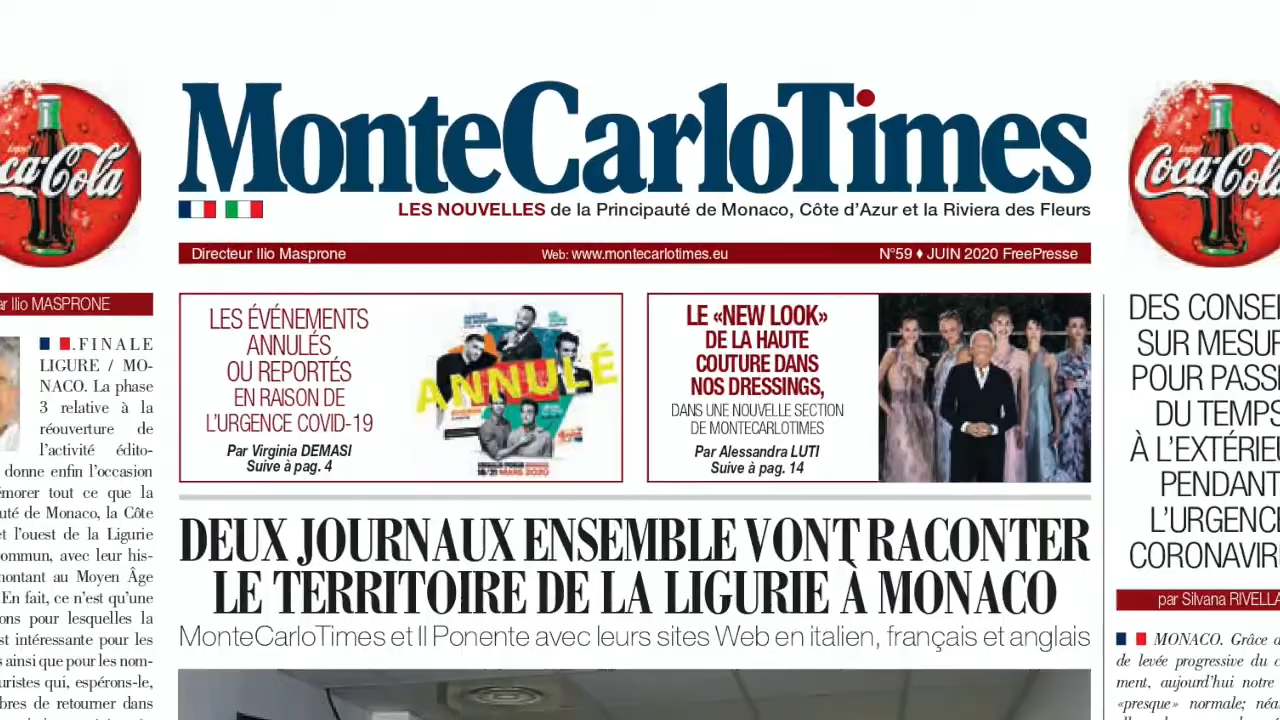 MonteCarloTimes
LES NOUVELLES de la Principauté de Monaco, Côte d'Azur et la Riviera des Fleurs
Directeur Ilio Masprone
Web: www.montecarlotimes.eu
N°59 ♦ JUIN 2020 FreePresse
Coca-Cola
Ilio MASPRONE
.FINALE
LIGURE / MO-
NACO. La phase
3 relative à la
réouverture de
l'activité édito-
donne enfin l'occasion
tout ce que la
de Monaco, la Côte
et l'ouest de la Ligurie
avec leur his-
au Moyen Âge
En fait, ce n'est qu'une
pour lesquelles la
intéressante pour les
ainsi que pour les nom-
qui, espérons-le,
de retourner dans
LES ÉVÉNEMENTS
ANNULÉS
OU REPORTÉS
EN RAISON DE
L'URGENCE COVID-19
Par Virginia DEMASI
Suive à pag. 4
ANNULÉ
MARS 2020
LE «NEW LOOK»
DE LA HAUTE
COUTURE DANS
NOS DRESSINGS,
DANS UNE NOUVELLE SECTION
DE MONTECARLOTIMES
Par Alessandra LUTI
Suive à pag. 14
DEUX JOURNAUX ENSEMBLE VONT RACONTER
LE TERRITOIRE DE LA LIGURIE À MONACO
MonteCarloTimes et Il Ponente avec leurs sites Web en italien, français et anglais
Enjoy
Coca-Cola
DES CONSEI
SUR MESUR
POUR PASSE
DU TEMPS
À L'EXTÉRIEU
PENDANT
L'URGENC
CORONAVIR
par Silvana RIVELLA
MONACO. Grâce
de levée progressive du
ment, aujourd'hui notre
«presque» normale;